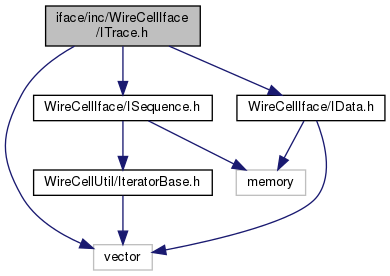 iface/inc/WireCellIface
/ITrace.h
WireCellIface/ISequence.h
WireCellIface/IData.h
WireCellUtil/IteratorBase.h
memory
vector